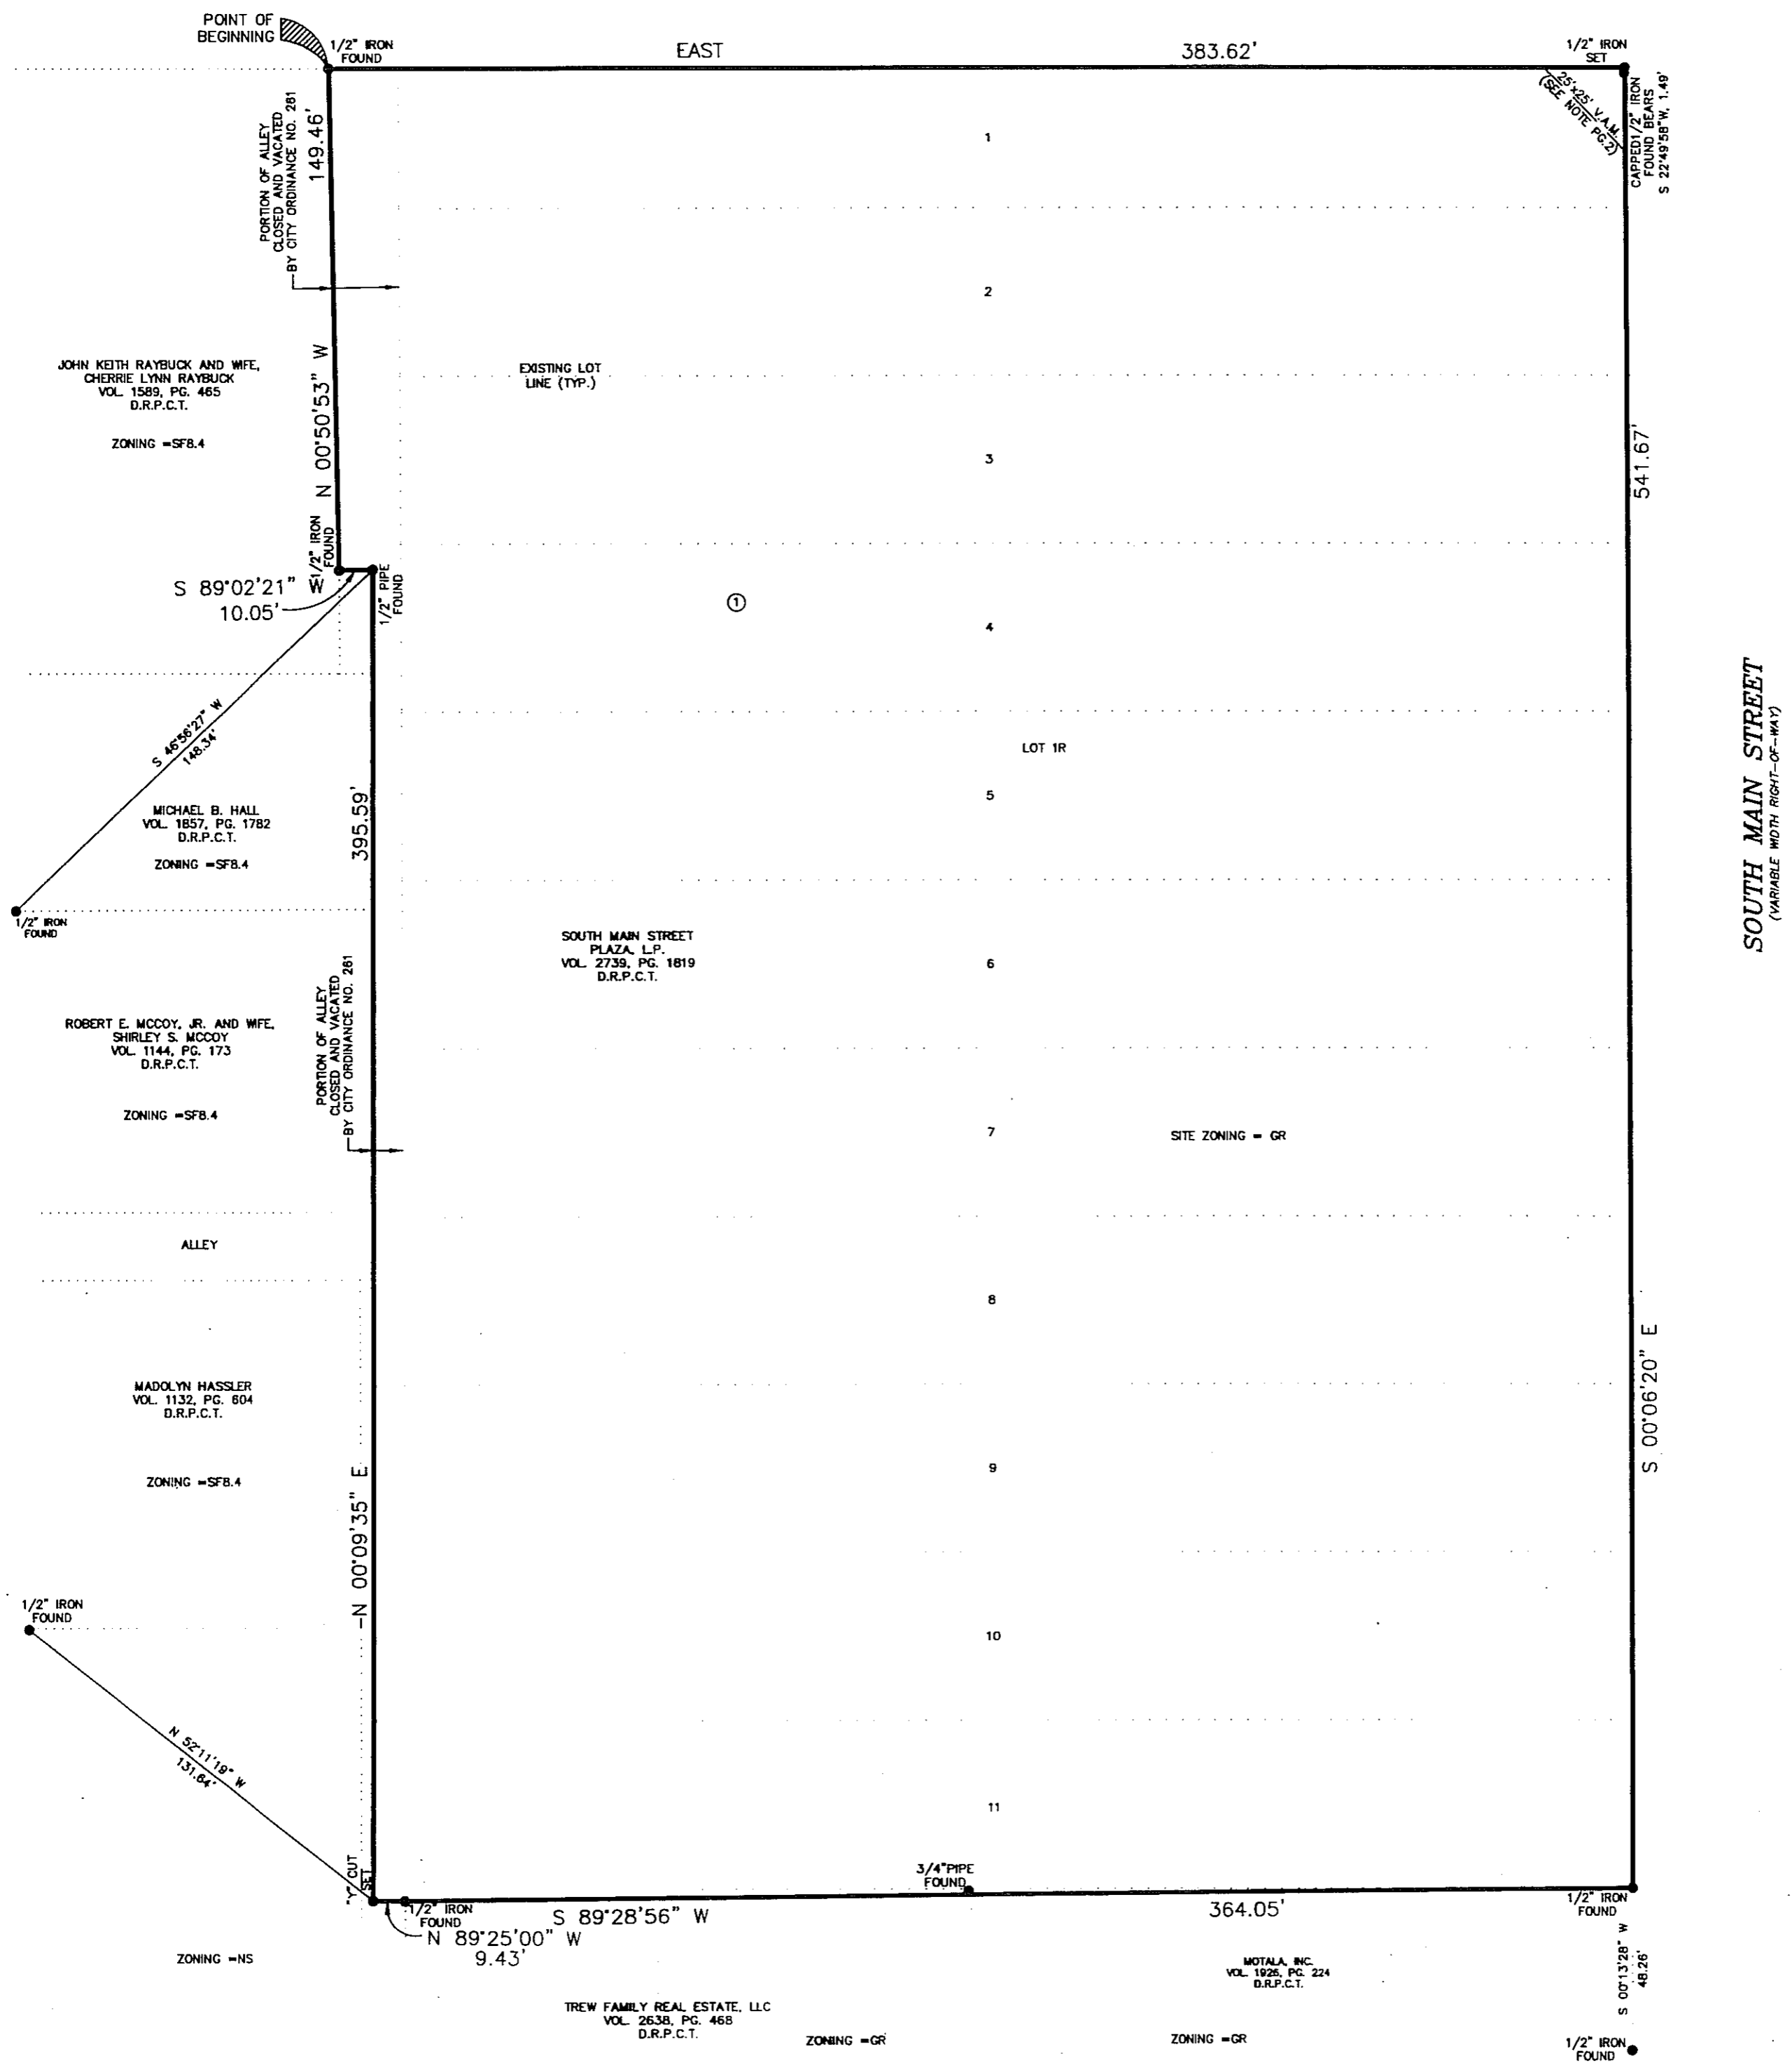 POINT OF
BEGINNING
1/2" IRON
FOUND
EAST
383.62'
1/2" IRON
SET
25'x25' V.A.M.
(SEE NOTE PG.2)
CAPPED1/2" IRON
FOUND BEARS
S 22°49'58"W, 1.49'
PORTION OF ALLEY
CLOSED AND VACATED
BY CITY ORDINANCE NO. 261
149.46'
N 00°50'53" W
1
2
JOHN KEITH RAYBUCK AND WIFE,
CHERRIE LYNN RAYBUCK
VOL. 1589, PG. 465
D.R.P.C.T.
ZONING =SF8.4
EXISTING LOT
LINE (TYP.)
3
541.67'
1/2" IRON
FOUND
S 89°02'21" W
10.05'
1/2" PIPE
FOUND
1
4
S 46°56'27" W
148.34'
LOT 1R
SOUTH MAIN STREET
(VARIABLE WIDTH RIGHT-OF-WAY)
5
395.59'
MICHAEL B. HALL
VOL. 1857, PG. 1782
D.R.P.C.T.
ZONING =SF8.4
1/2" IRON
FOUND
SOUTH MAIN STREET
PLAZA, L.P.
VOL. 2739, PG. 1819
D.R.P.C.T.
6
PORTION OF ALLEY
CLOSED AND VACATED
BY CITY ORDINANCE NO. 261
ROBERT E. MCCOY, JR. AND WIFE,
SHIRLEY S. MCCOY
VOL. 1144, PG. 173
D.R.P.C.T.
ZONING =SF8.4
7
SITE ZONING = GR
ALLEY
8
MADOLYN HASSLER
VOL. 1132, PG. 604
D.R.P.C.T.
ZONING =SF8.4
N 00°09'35" E
S 00°06'20" E
9
1/2" IRON
FOUND
10
N 52°11'19" W
131.64'
11
"Y" CUT
SET
3/4"PIPE
FOUND
1/2" IRON
FOUND
S 89°28'56" W
364.05'
1/2" IRON
FOUND
N 89°25'00" W
9.43'
ZONING =NS
MOTALA, INC.
VOL. 1926, PG. 224
D.R.P.C.T.
S 00°13'28" W
48.26'
TREW FAMILY REAL ESTATE, LLC
VOL. 2638, PG. 468
D.R.P.C.T.
ZONING =GR
ZONING =GR
1/2" IRON
FOUND